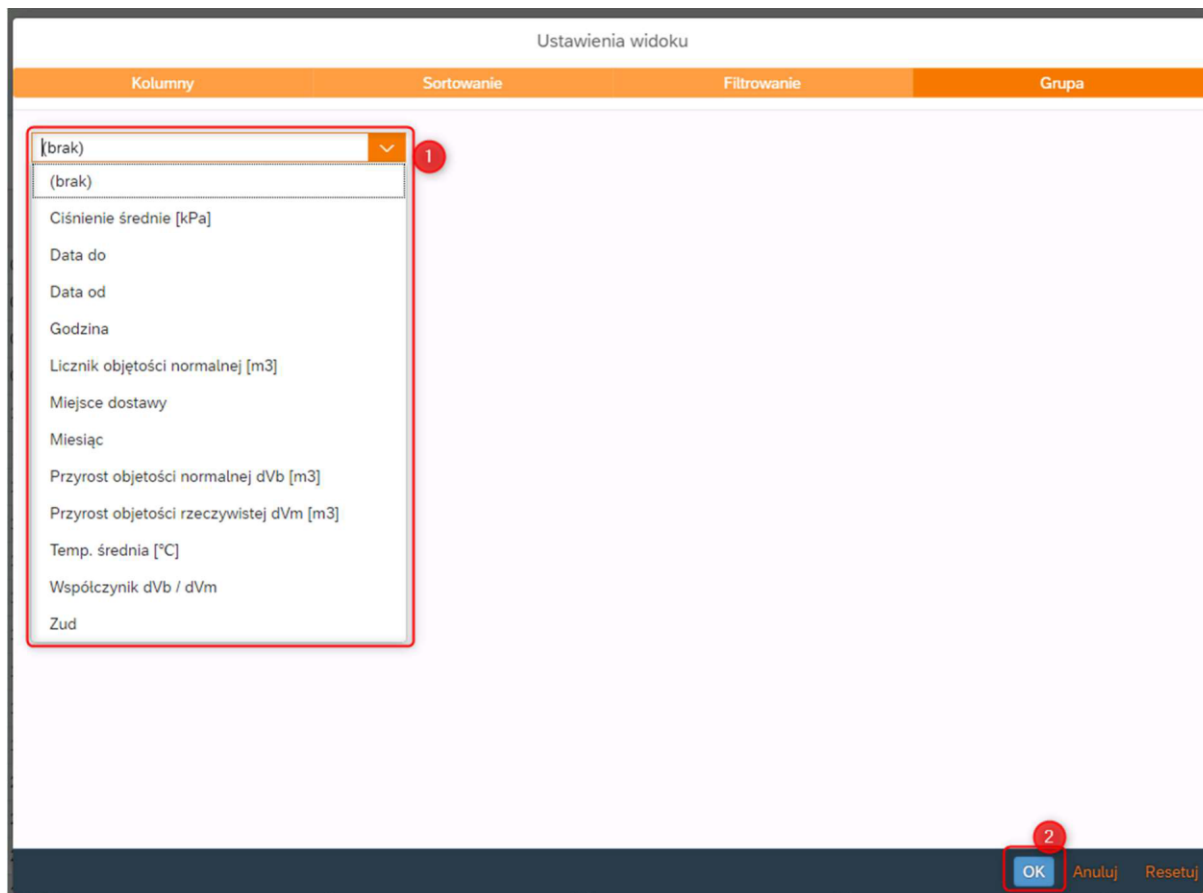 Ustawienia widoku
Kolumny Sortowanie Filtrowanie Grupa
(brak)
1
(brak)
Ciśnienie średnie [kPa]
Data do
Data od
Godzina
Licznik objętości normalnej [m3]
Miejsce dostawy
Miesiąc
Przyrost objetości normalnej dVb [m3]
Przyrost objetości rzeczywistej dVm [m3]
Temp. średnia [°C]
Współczynik dVb / dVm
Zud
2
OK Anuluj Resetuj